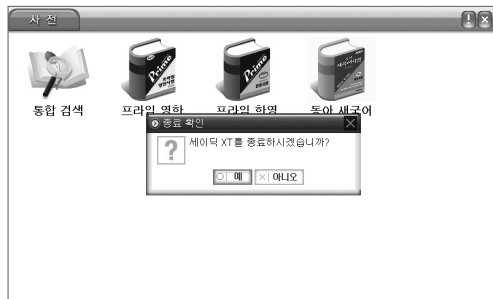 사 전
통합 검색
프라임 영한
프라임 한영
동아 새국어
Prime
Prime
종료 확인
세이딕 XT를 종료하시겠습니까?
예
아니오